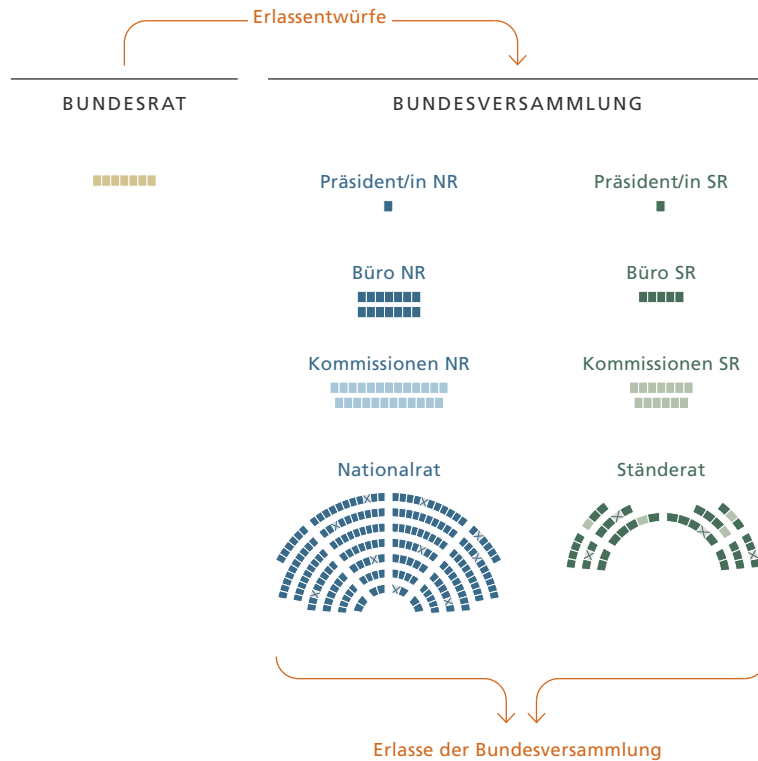 Erlassentwürfe
BUNDESRAT
BUNDESVERSAMMLUNG
Präsident/in NR
Präsident/in SR
Büro NR
Büro SR
Kommissionen NR
Kommissionen SR
Nationalrat
Ständerat
Erlasse der Bundesversammlung